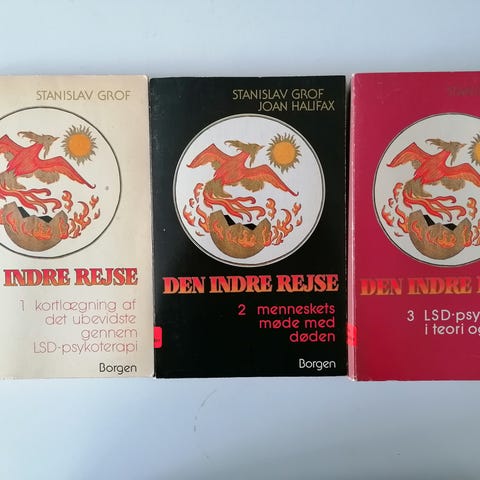 STANISLAV GROF
INDRE REJSE
1 kortlægning af
det ubevidste
gennem
LSD-psykoterapi
Borgen
STANISLAV GROF
JOAN HALIFAX
DEN INDRE REJSE
2 menneskets
møde med
døden
Borgen
DEN INDRE
3 LSD-psy
i teori og